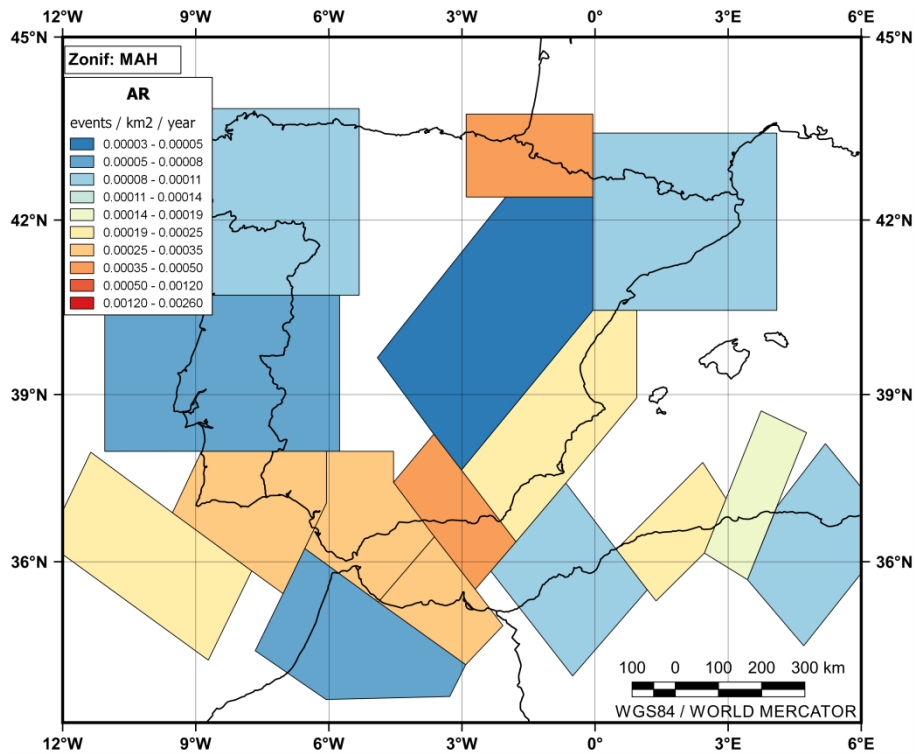 12°W 9°W 6°W 3°W 0° 3°E 6°E
45°N 45°N
Zonif: MAH
AR
events / km2 / year
0.00003 - 0.00005
0.00005 - 0.00008
0.00008 - 0.00011
0.00011 - 0.00014
0.00014 - 0.00019
0.00019 - 0.00025
0.00025 - 0.00035
0.00035 - 0.00050
0.00050 - 0.00120
0.00120 - 0.00260
42°N
39°N 39°N
36°N 36°N
42°N
100 0 100 200 300 km
WGS84 / WORLD MERCATOR
12°W 9°W 6°W 3°W 0° 3°E 6°E